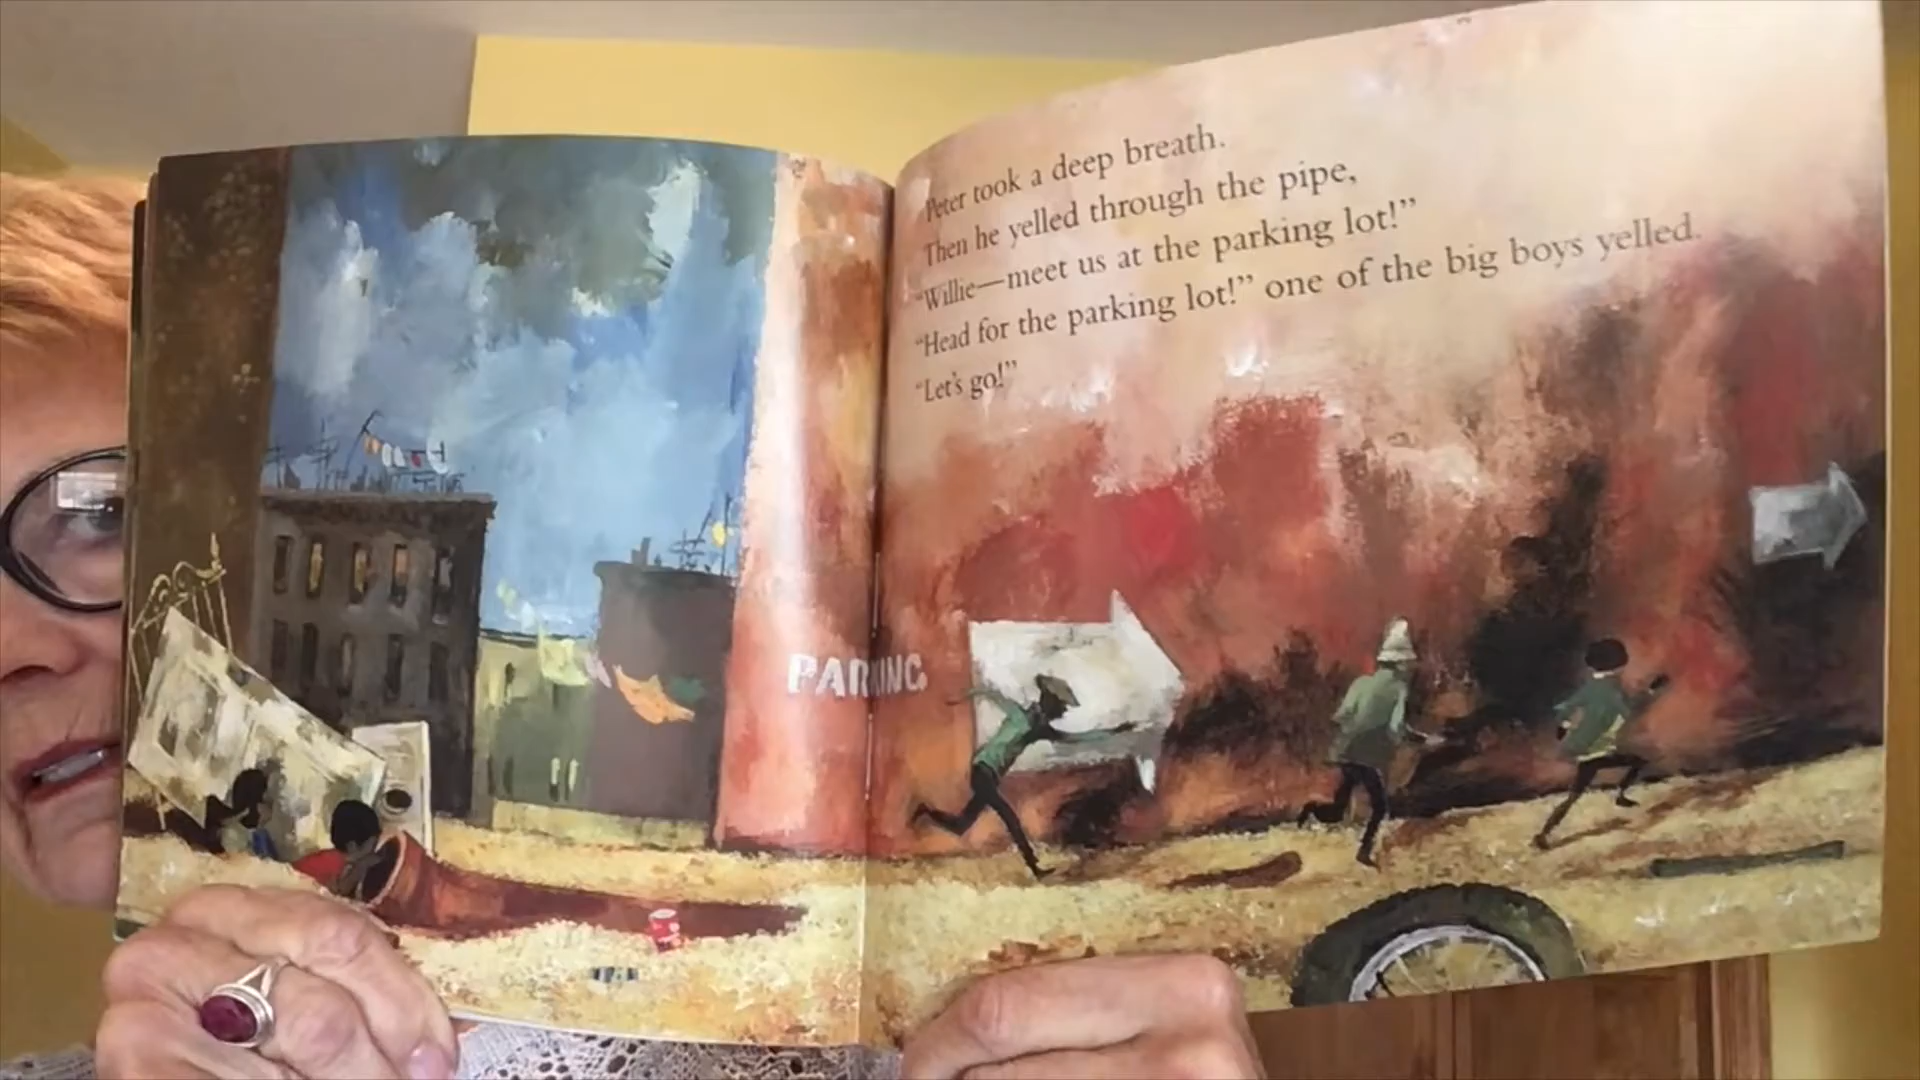 Peter took a deep breath.
Then he yelled through the pipe,
“Willie—meet us at the parking lot!”
“Head for the parking lot!” one of the big boys yelled.
“Let’s go!”
PARKING